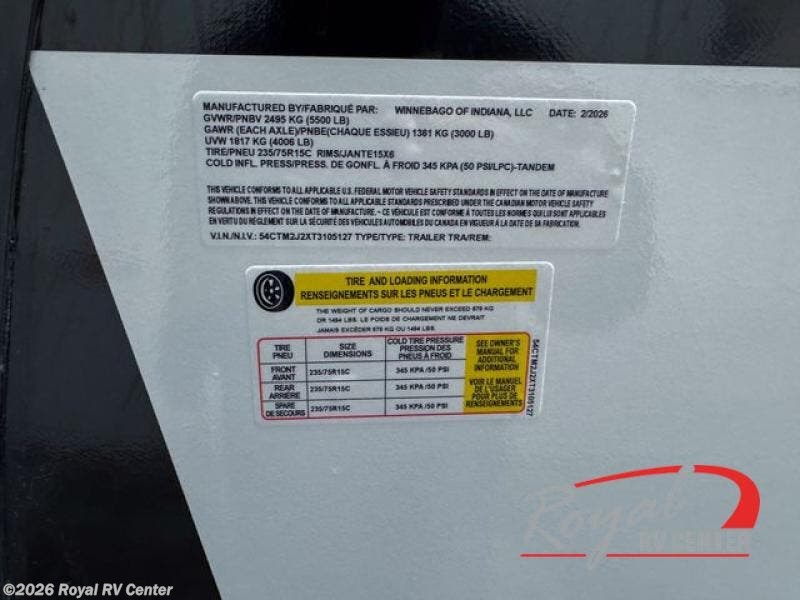 MANUFACTURED BY/FABRIQUÉ PAR: WINNEBAGO OF INDIANA, LLC DATE: 2/2026
GVWR/PNBV 2495 KG (5500 LB)
GAWR (EACH AXLE)/PNBE(CHAQUE ESSIEU) 1361 KG (3000 LB)
UVW 1817 KG (4006 LB)
TIRE/PNEU 235/75R15C RIMS/JANTE15X6
COLD INFL. PRESS/PRESS. DE GONFL. À FROID 345 KPA (50 PSI/LPC)-TANDEM
THIS VEHICLE CONFORMS TO ALL APPLICABLE U.S. FEDERAL MOTOR VEHICLE SAFETY STANDARDS IN EFFECT ON THE DATE OF MANUFACTURE
SHOWN ABOVE./THIS VEHICLE CONFORMS TO ALL APPLICABLE STANDARDS PRESCRIBED UNDER THE CANADIAN MOTOR VEHICLE SAFETY
REGULATIONS IN EFFECT ON THE DATE OF MANUFACTURE. - CE VÉHICULE EST CONFORME À TOUTES LES NORMES QUI LUI SONT APPLICABLES
EN VERTU DU RÈGLEMENT SUR LA SÉCURITÉ DES VÉHICULES AUTOMOBILES DU CANADA EN VIGUEUR À LA DATE DE SA FABRICATION.
V.I.N./N.I.V.: 54CTM2J2XT3105127 TYPE/TYPE: TRAILER TRA/REM:
TIRE AND LOADING INFORMATION
RENSEIGNEMENTS SUR LES PNEUS ET LE CHARGEMENT
THE WEIGHT OF CARGO SHOULD NEVER EXCEED 678 KG
OR 1494 LBS. LE POIDS DE CHARGEMENT NE DEVRAIT
JAMAIS EXCÉDER 678 KG OU 1494 LBS.
TIRE SIZE COLD TIRE PRESSURE
PNEU DIMENSIONS PRESSION DES
PNEUS À FROID
FRONT 235/75R15C 345 KPA /50 PSI
AVANT
REAR 235/75R15C 345 KPA /50 PSI
ARRIÈRE
SPARE 235/75R15C 345 KPA /50 PSI
DE SECOURS
SEE OWNER'S
MANUAL FOR
ADDITIONAL
INFORMATION
VOIR LE MANUEL
DE L'USAGER
POUR PLUS DE
RENSEIGNEMENTS
54CTM2J2XT3105127
Royal
RV CENTER
©2026 Royal RV Center